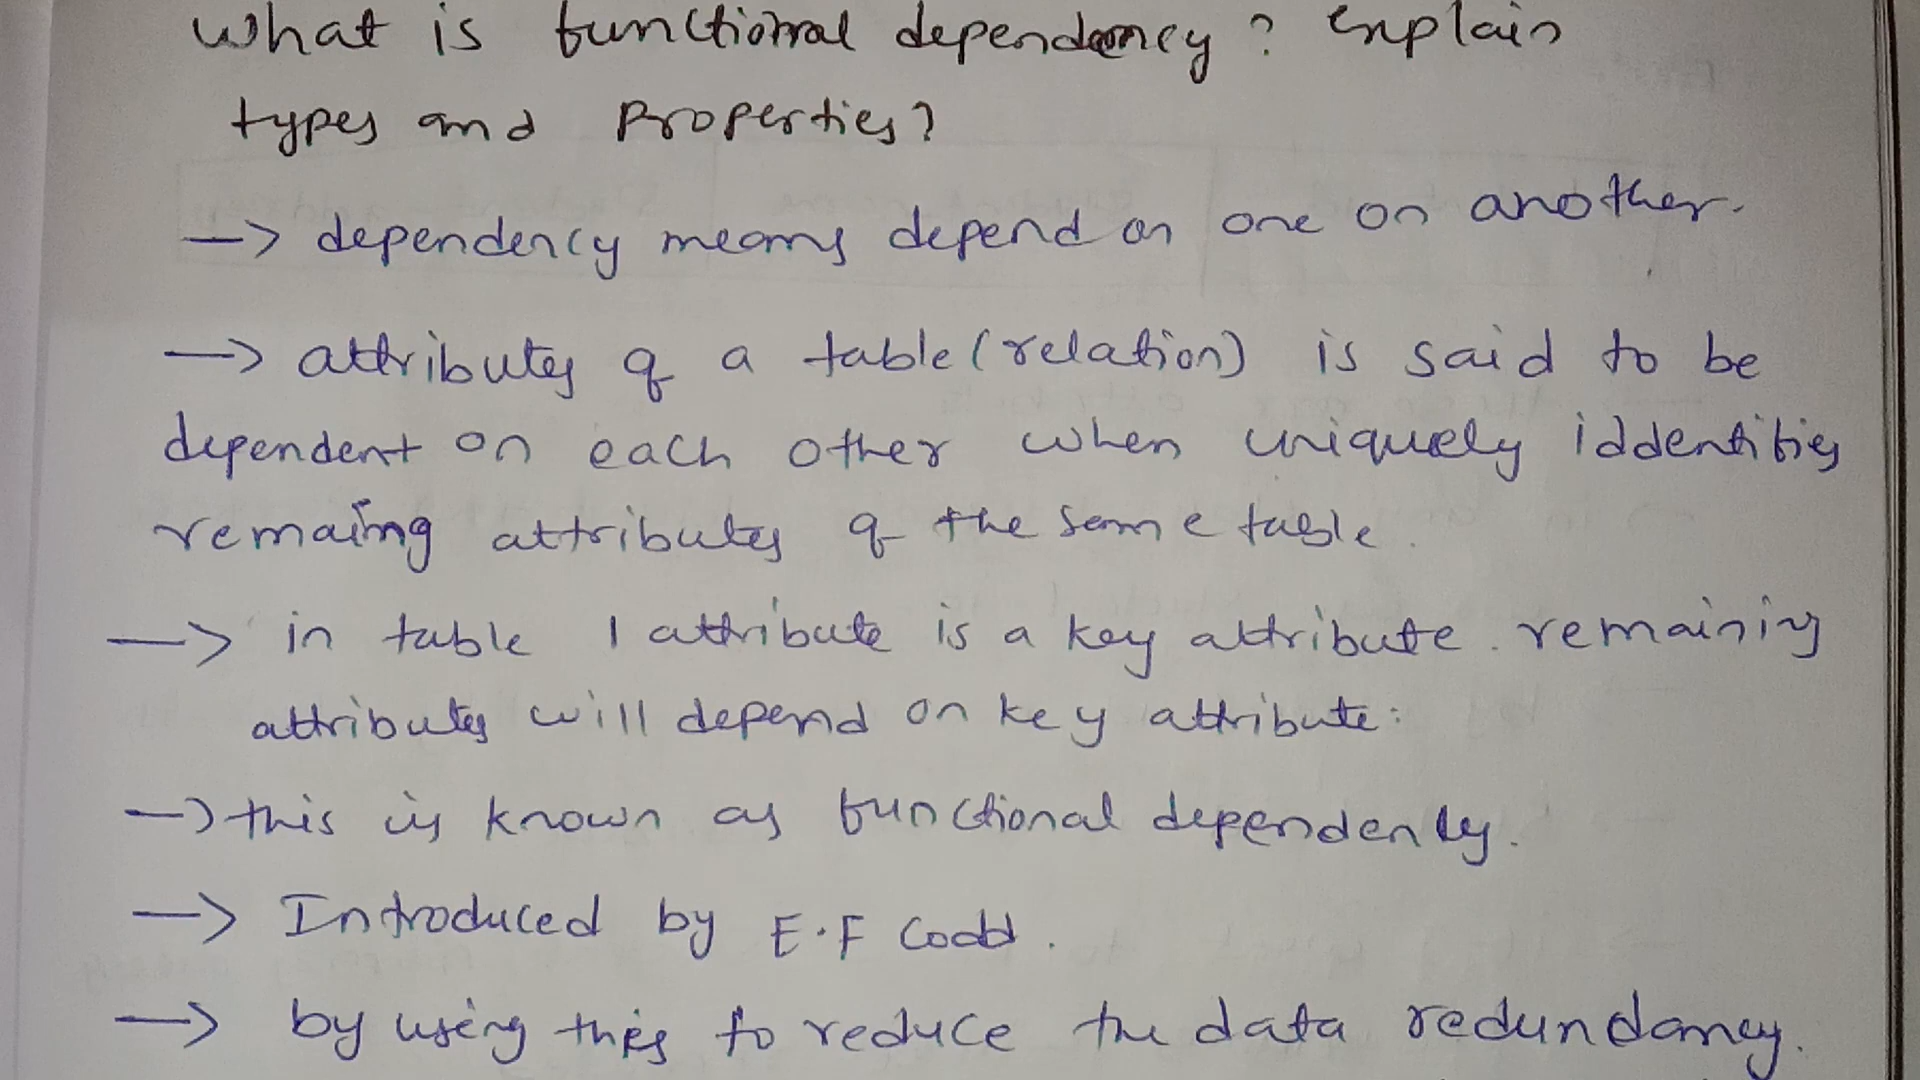 What is functional dependency? Explain
types and Properties?
—> dependency means depend on one on another.
—> attributes of a table (relation) is said to be
dependent on each other when uniquely iddentifies
remaing attributes of the same table.
—> in table 1 attribute is a key attribute. remaining
attributes will depend on key attribute.
—> this is known as functional dependency.
—> Introduced by E.F Codd.
—> by using this to reduce the data redundancy.